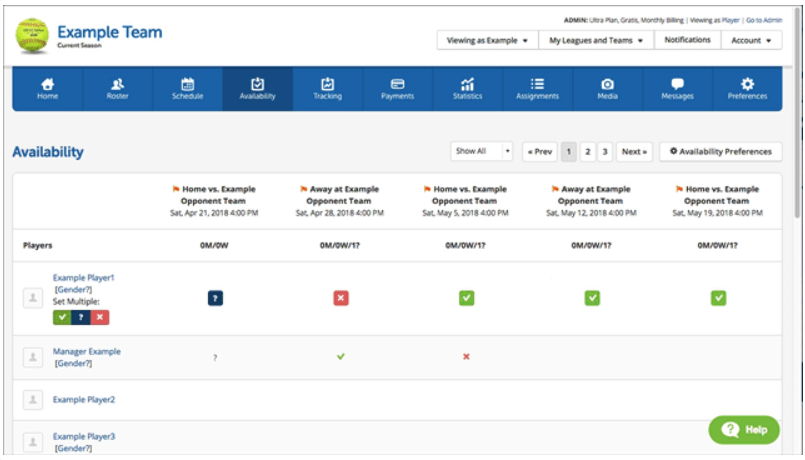 ADMIN: Ultra Plan, Gratis, Monthly Billing | Viewing as Player | Go to Admin
Example Team
Current Season
Viewing as Example
My Leagues and Teams
Notifications
Account
Home
Roster
Schedule
Availability
Tracking
Payments
Statistics
Assignments
Media
Messages
Preferences
Availability
Show All
« Prev
1
2
3
Next »
Availability Preferences
Home vs. Example
Opponent Team
Sat, Apr 21, 2018 4:00 PM
Away at Example
Opponent Team
Sat, Apr 28, 2018 4:00 PM
Home vs. Example
Opponent Team
Sat, May 5, 2018 4:00 PM
Away at Example
Opponent Team
Sat, May 12, 2018 4:00 PM
Home vs. Example
Opponent Team
Sat, May 19, 2018 4:00 PM
Players
0M/0W
0M/0W/1?
0M/0W/1?
0M/0W/1?
0M/0W/1?
Example Player1
[Gender?]
Set Multiple:
?
?
Manager Example
[Gender?]
?
Example Player2
Example Player3
[Gender?]
? Help